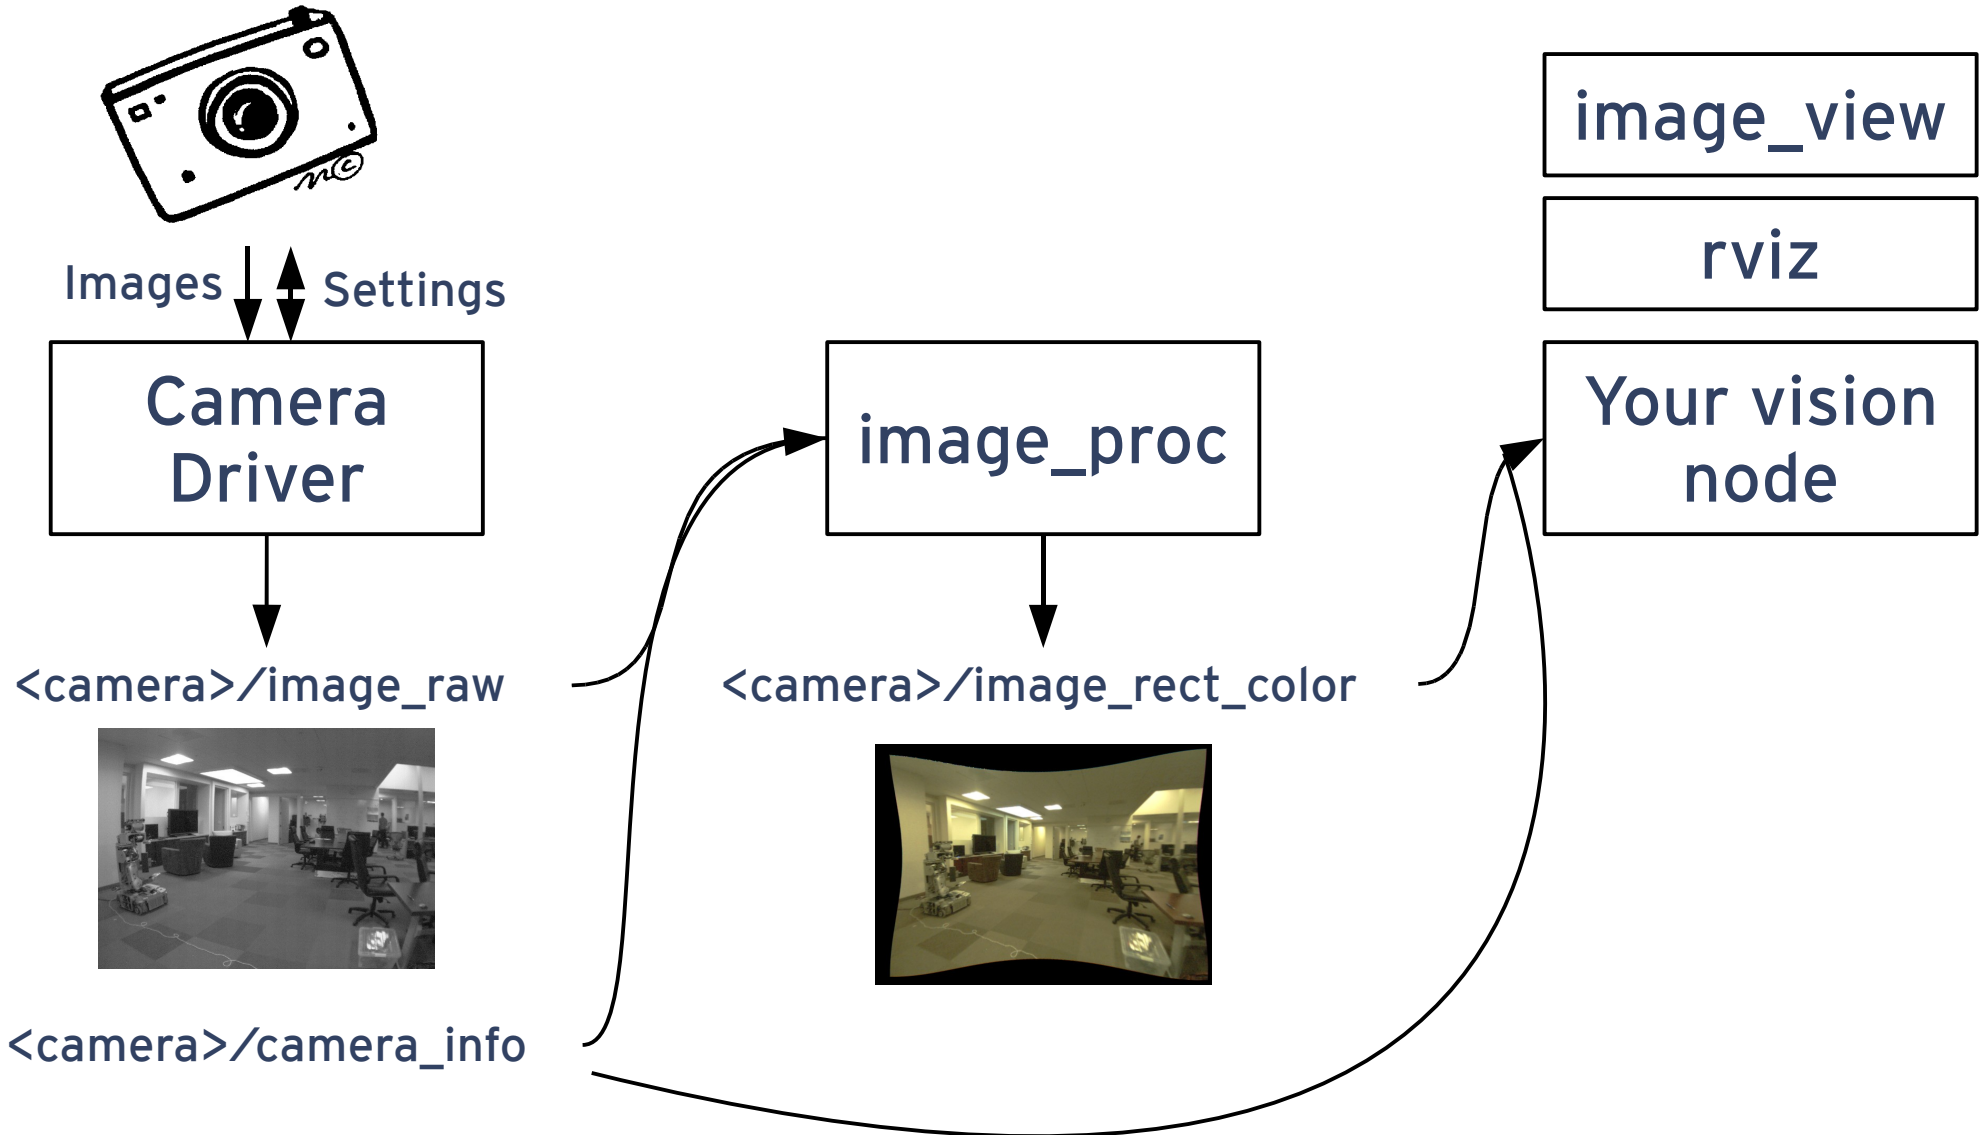 Images
Settings
Camera
Driver
<camera>/image_raw
<camera>/camera_info
image_proc
<camera>/image_rect_color
image_view
rviz
Your vision
node